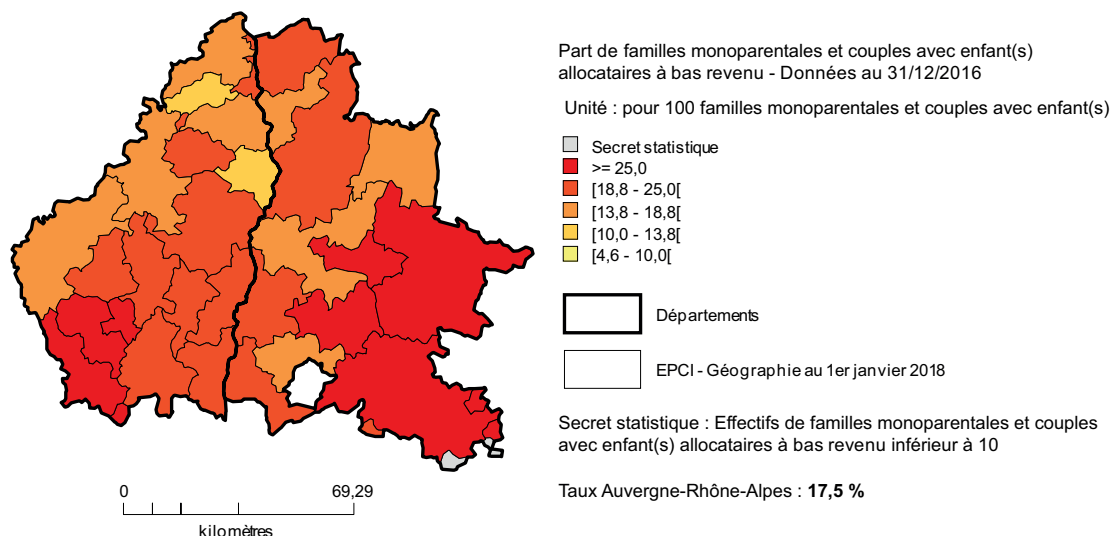 Part de familles monoparentales et couples avec enfant(s)
allocataires à bas revenu - Données au 31/12/2016
Unité : pour 100 familles monoparentales et couples avec enfant(s)
Secret statistique
>= 25,0
[18,8 - 25,0[
[13,8 - 18,8[
[10,0 - 13,8[
[4,6 - 10,0[
Départements
EPCI - Géographie au 1er janvier 2018
Secret statistique : Effectifs de familles monoparentales et couples
avec enfant(s) allocataires à bas revenu inférieur à 10
Taux Auvergne-Rhône-Alpes : 17,5 %
0 69,29
kilomètres